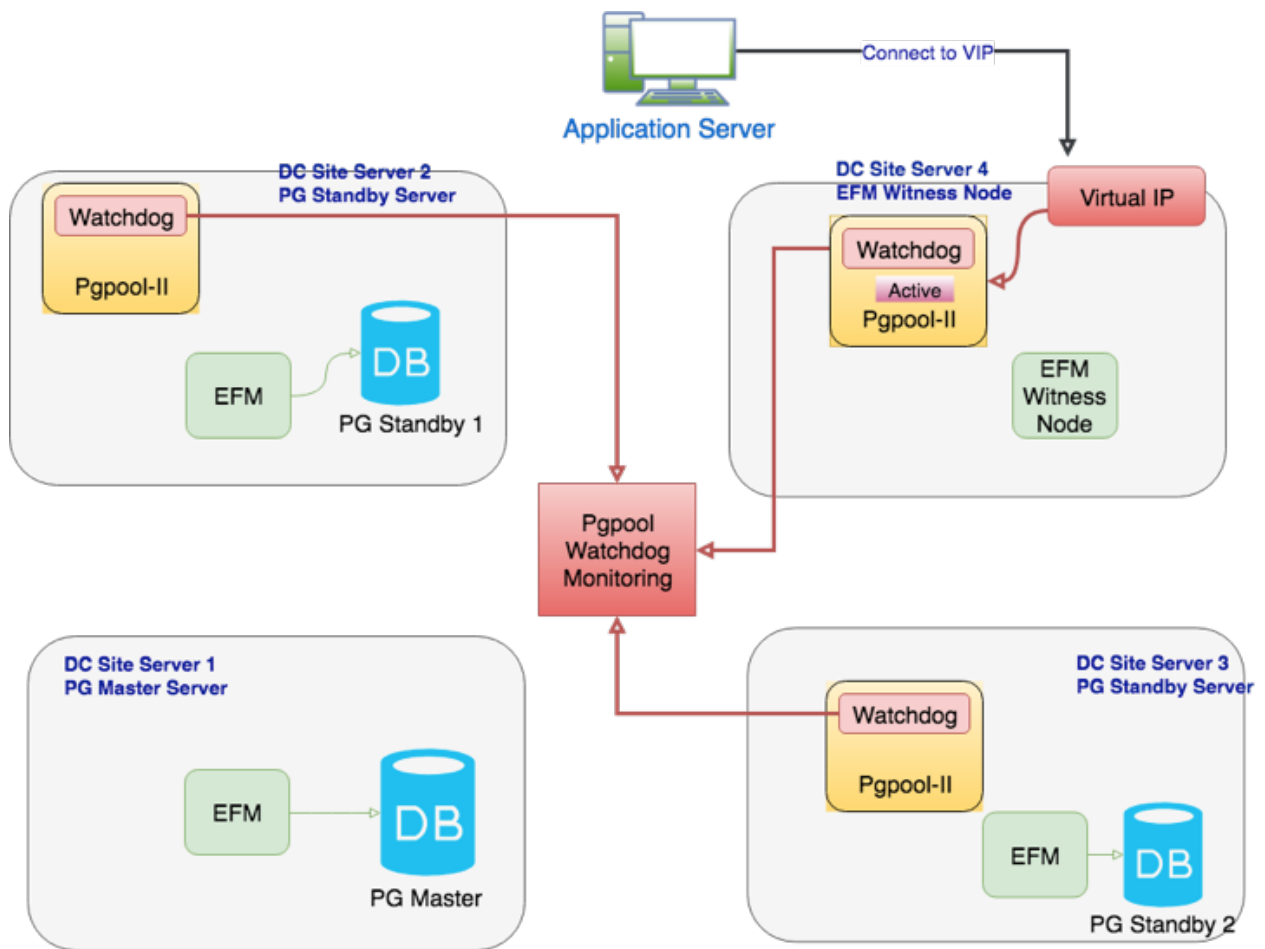 Connect to VIP
Application Server
DC Site Server 2
PG Standby Server
Watchdog
Pgpool-II
EFM
DB
PG Standby 1
DC Site Server 4
EFM Witness Node
Virtual IP
Watchdog
Active
Pgpool-II
EFM
Witness
Node
Pgpool
Watchdog
Monitoring
DC Site Server 1
PG Master Server
EFM
DB
PG Master
DC Site Server 3
PG Standby Server
Watchdog
Pgpool-II
EFM
DB
PG Standby 2